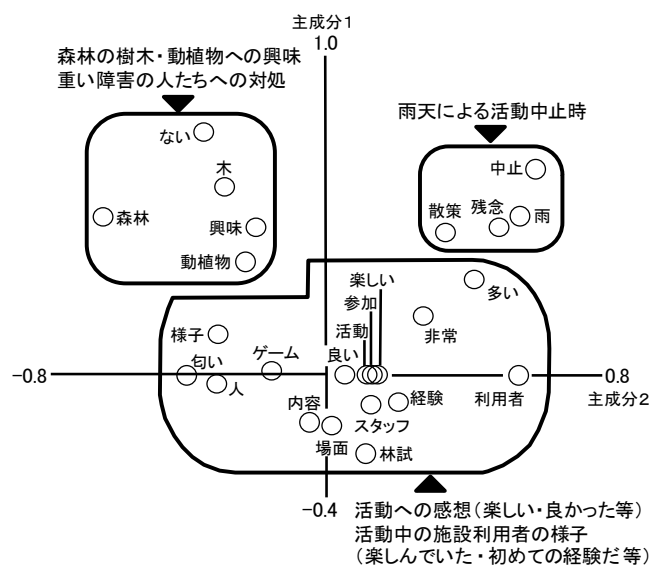 主成分1
1.0
森林の樹木・動植物への興味
重い障害の人たちへの対処
雨天による活動中止時
ない
木
森林
興味
動植物
中止
散策
残念
雨
楽しい
参加
活動
多い
非常
様子
匂い
人
ゲーム
良い
-0.8
0.8
利用者
主成分2
内容
場面
スタッフ
経験
林試
-0.4
活動への感想(楽しい・良かった等)
活動中の施設利用者の様子
(楽しんでいた・初めての経験だ等)